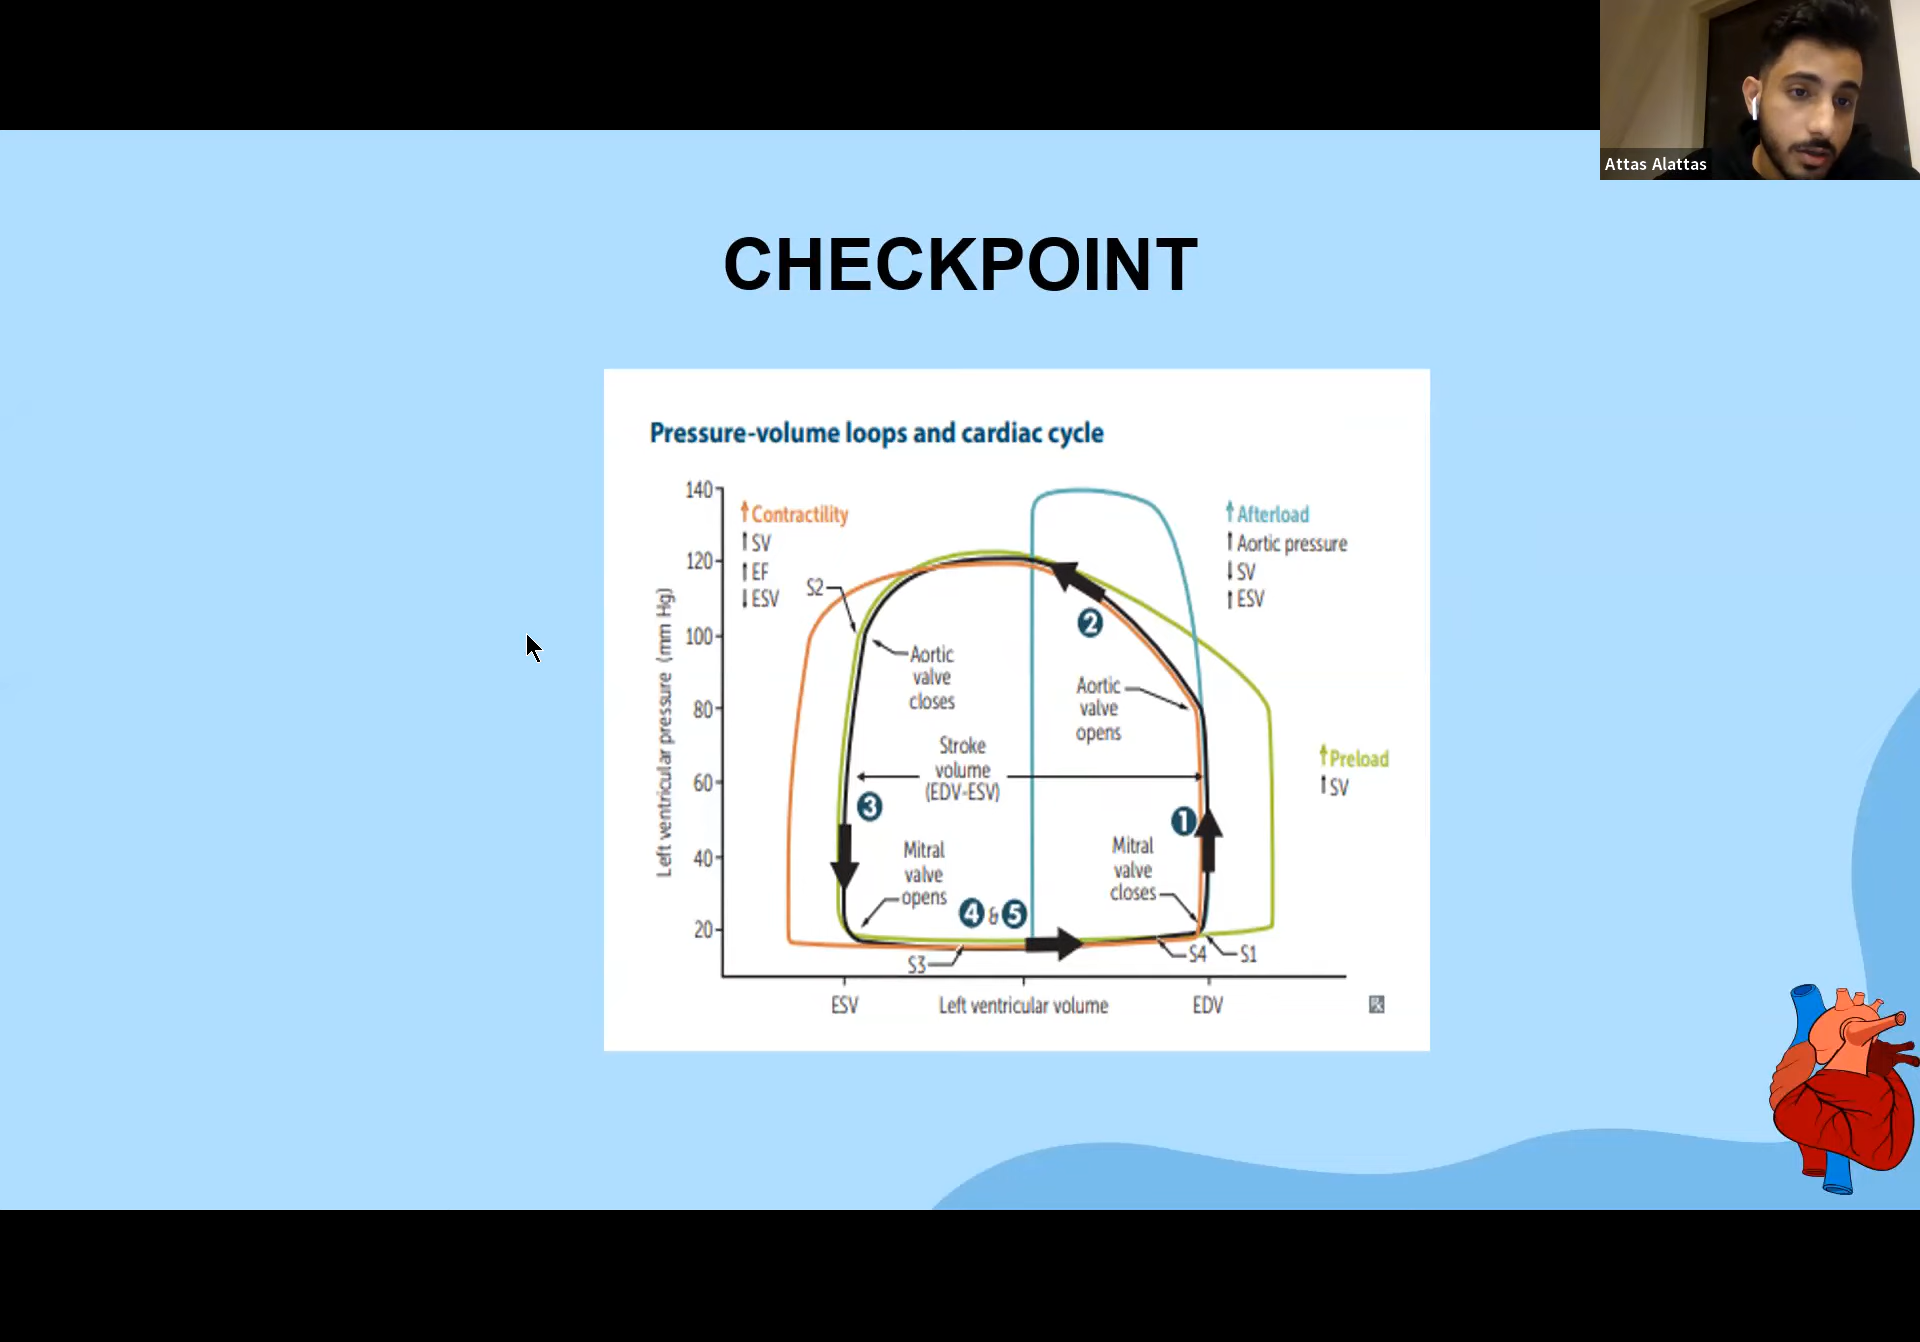 Attas Alattas
CHECKPOINT
Pressure-volume loops and cardiac cycle
Left ventricular pressure (mm Hg)
140
120
100
80
60
40
20
↑Contractility
↑SV
↑EF
↓ESV
S2
Aortic
valve
closes
Stroke
volume
(EDV-ESV)
3
Mitral
valve
opens
4 & 5
S3
2
Aortic
valve
opens
1
Mitral
valve
closes
S4
S1
↑Afterload
↑Aortic pressure
↓SV
↑ESV
↑Preload
↑SV
ESV
Left ventricular volume
EDV